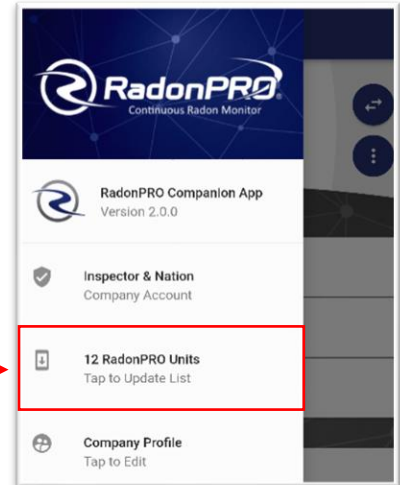 RadonPRO®
Continuous Radon Monitor
RadonPRO Companion App
Version 2.0.0
Inspector & Nation
Company Account
12 RadonPRO Units
Tap to Update List
Company Profile
Tap to Edit